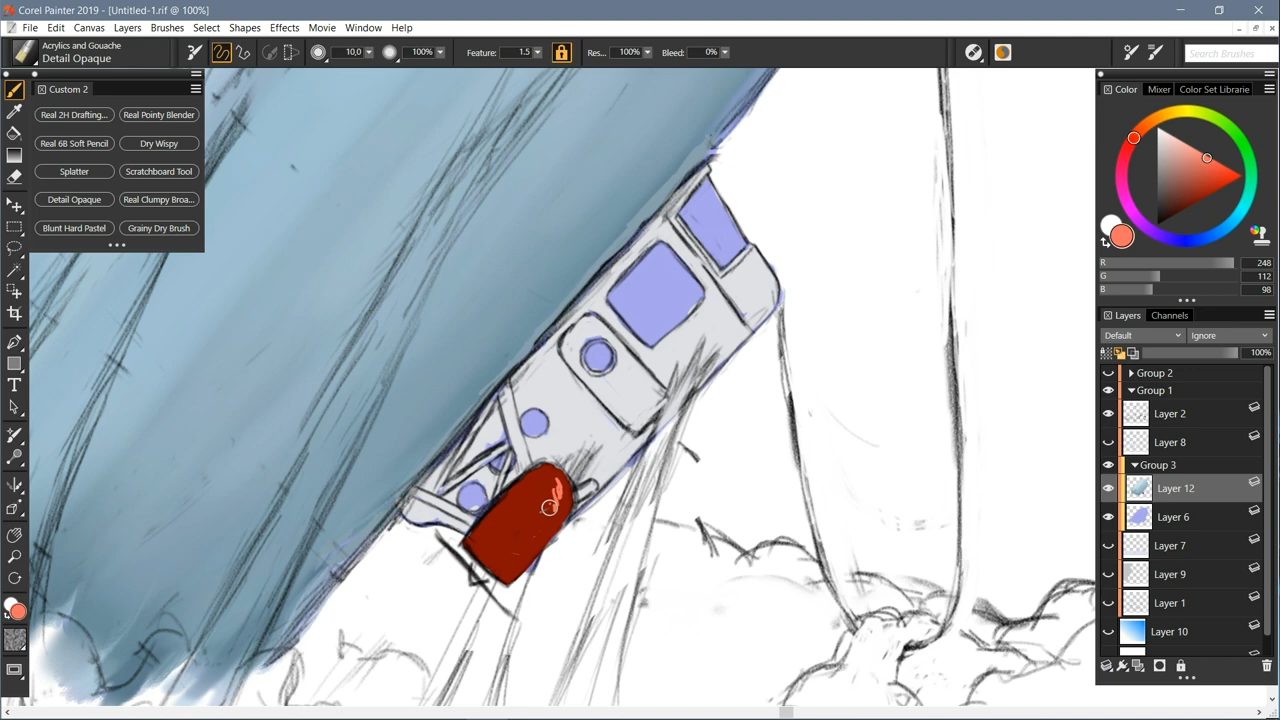 Corel Painter 2019 - [Untitled-1.rif @ 100%]
File Edit Canvas Layers Brushes Select Shapes Effects Movie Window Help
Acrylics and Gouache
Detail Opaque
10,0 100% Feature: 1.5 Res... 100% Bleed: 0% Search Brushes
Custom 2
Real 2H Drafting... Real Pointy Blender
Real 6B Soft Pencil Dry Wispy
Splatter Scratchboard Tool
Detail Opaque Real Clumpy Broa...
Blunt Hard Pastel Grainy Dry Brush
Color Mixer Color Set Librarie
R 248
G 112
B 98
Layers Channels
Default Ignore
100%
Group 2
Group 1
Layer 2
Layer 8
Group 3
Layer 12
Layer 6
Layer 7
Layer 9
Layer 1
Layer 10